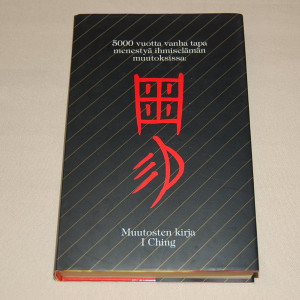 5000 vuotta vanha tapa
menestyä ihmiselämän
muutoksissa:
Muutosten kirja
I Ching